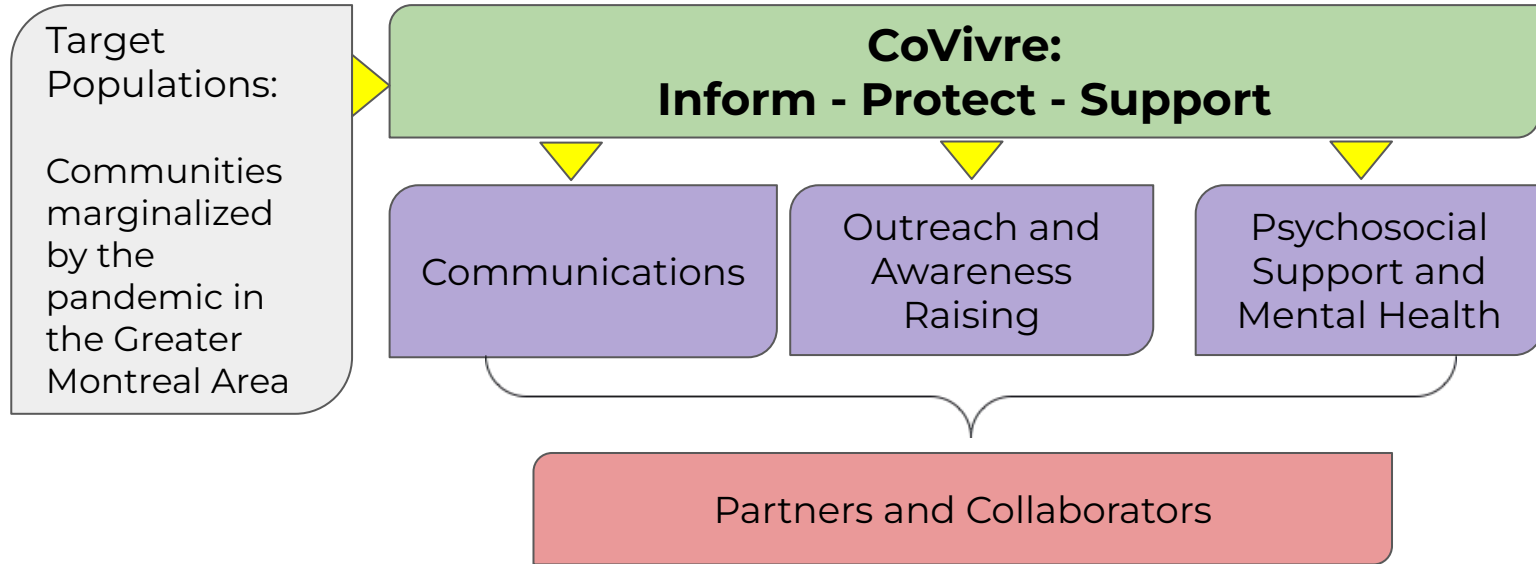 Target
Populations:
Communities
marginalized
by the
pandemic in
the Greater
Montreal Area
CoVivre:
Inform - Protect - Support
Communications
Outreach and
Awareness
Raising
Psychosocial
Support and
Mental Health
Partners and Collaborators